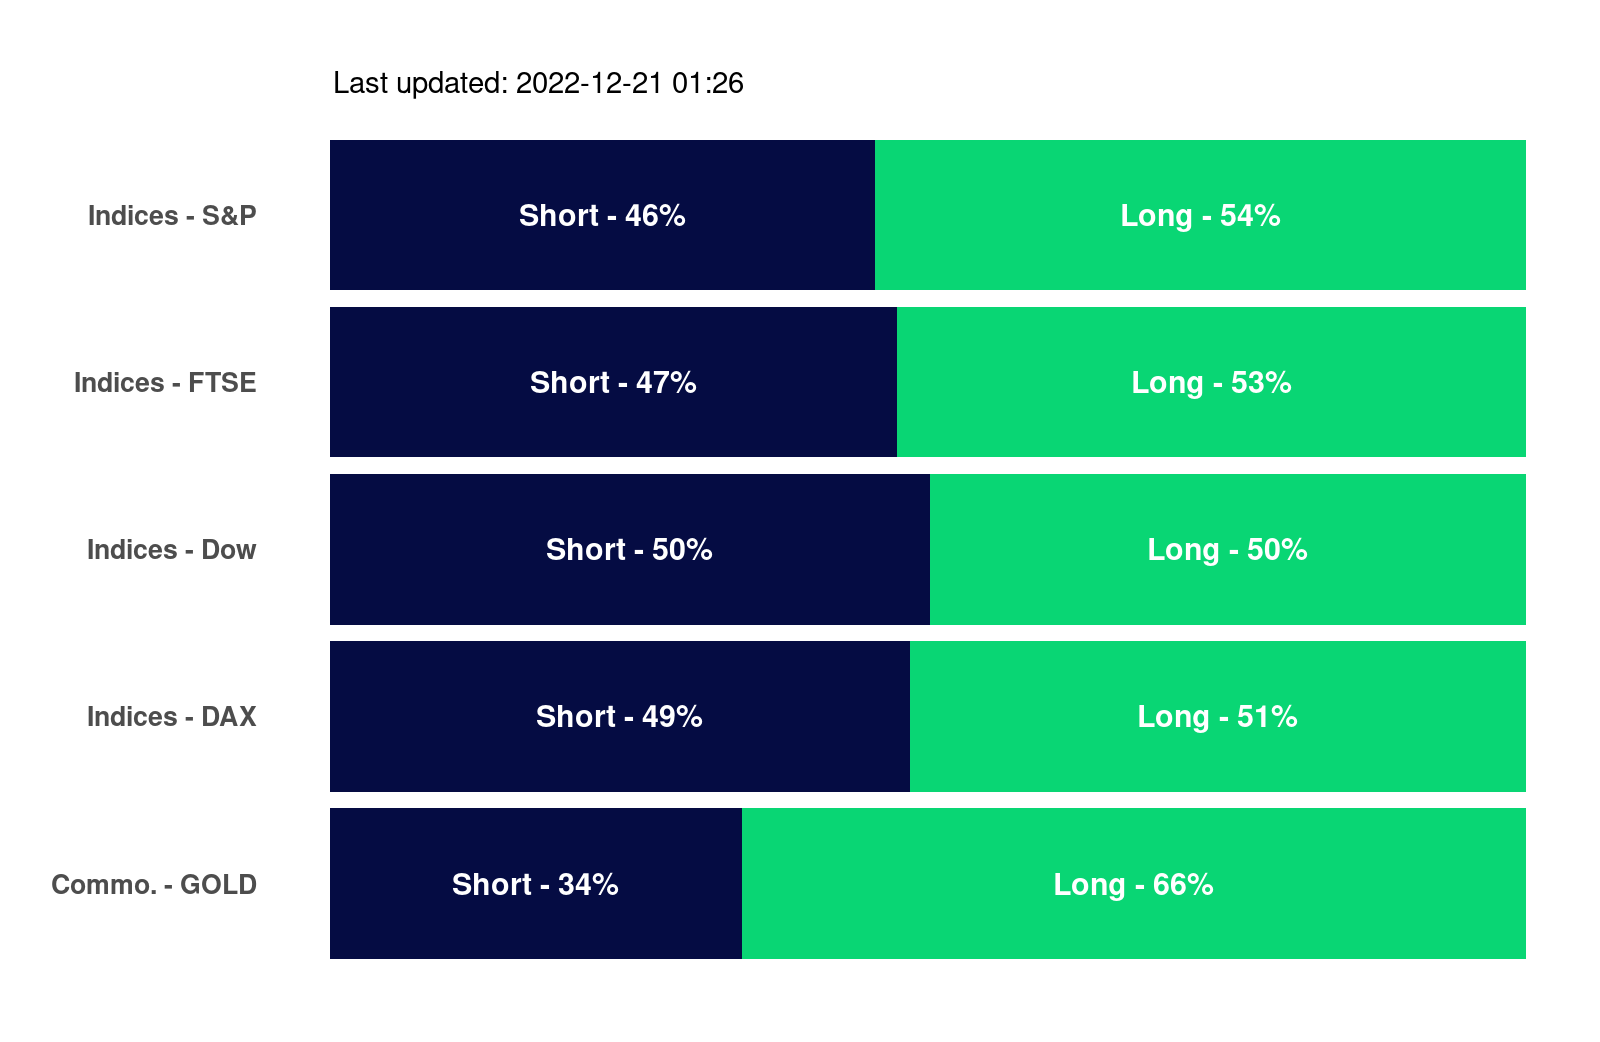 Last updated: 2022-12-21 01:26
Indices - S&P Short - 46% Long - 54%
Indices - FTSE Short - 47% Long - 53%
Indices - Dow Short - 50% Long - 50%
Indices - DAX Short - 49% Long - 51%
Commo. - GOLD Short - 34% Long - 66%